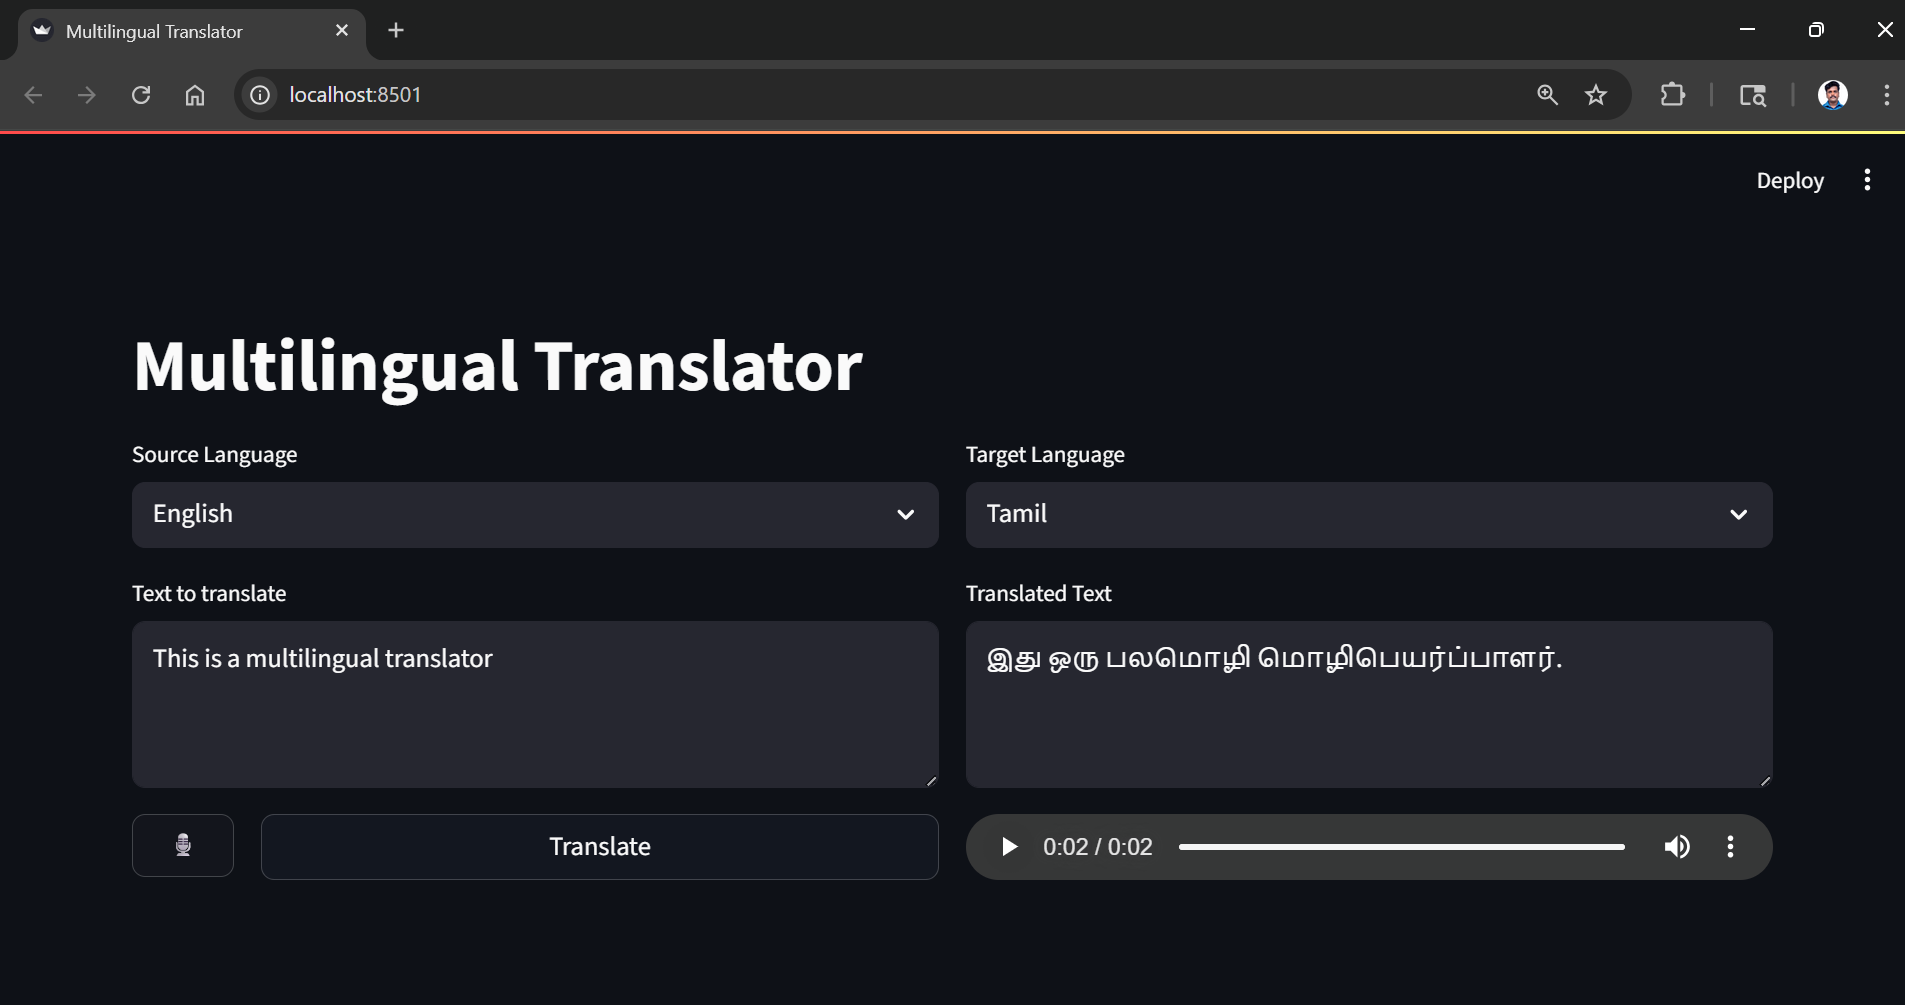 Multilingual Translator
localhost:8501
Deploy
Multilingual Translator
Source Language
English
Target Language
Tamil
Text to translate
This is a multilingual translator
Translated Text
இது ஒரு பலமொழி மொழிபெயர்ப்பாளர்.
Translate
0:02 / 0:02